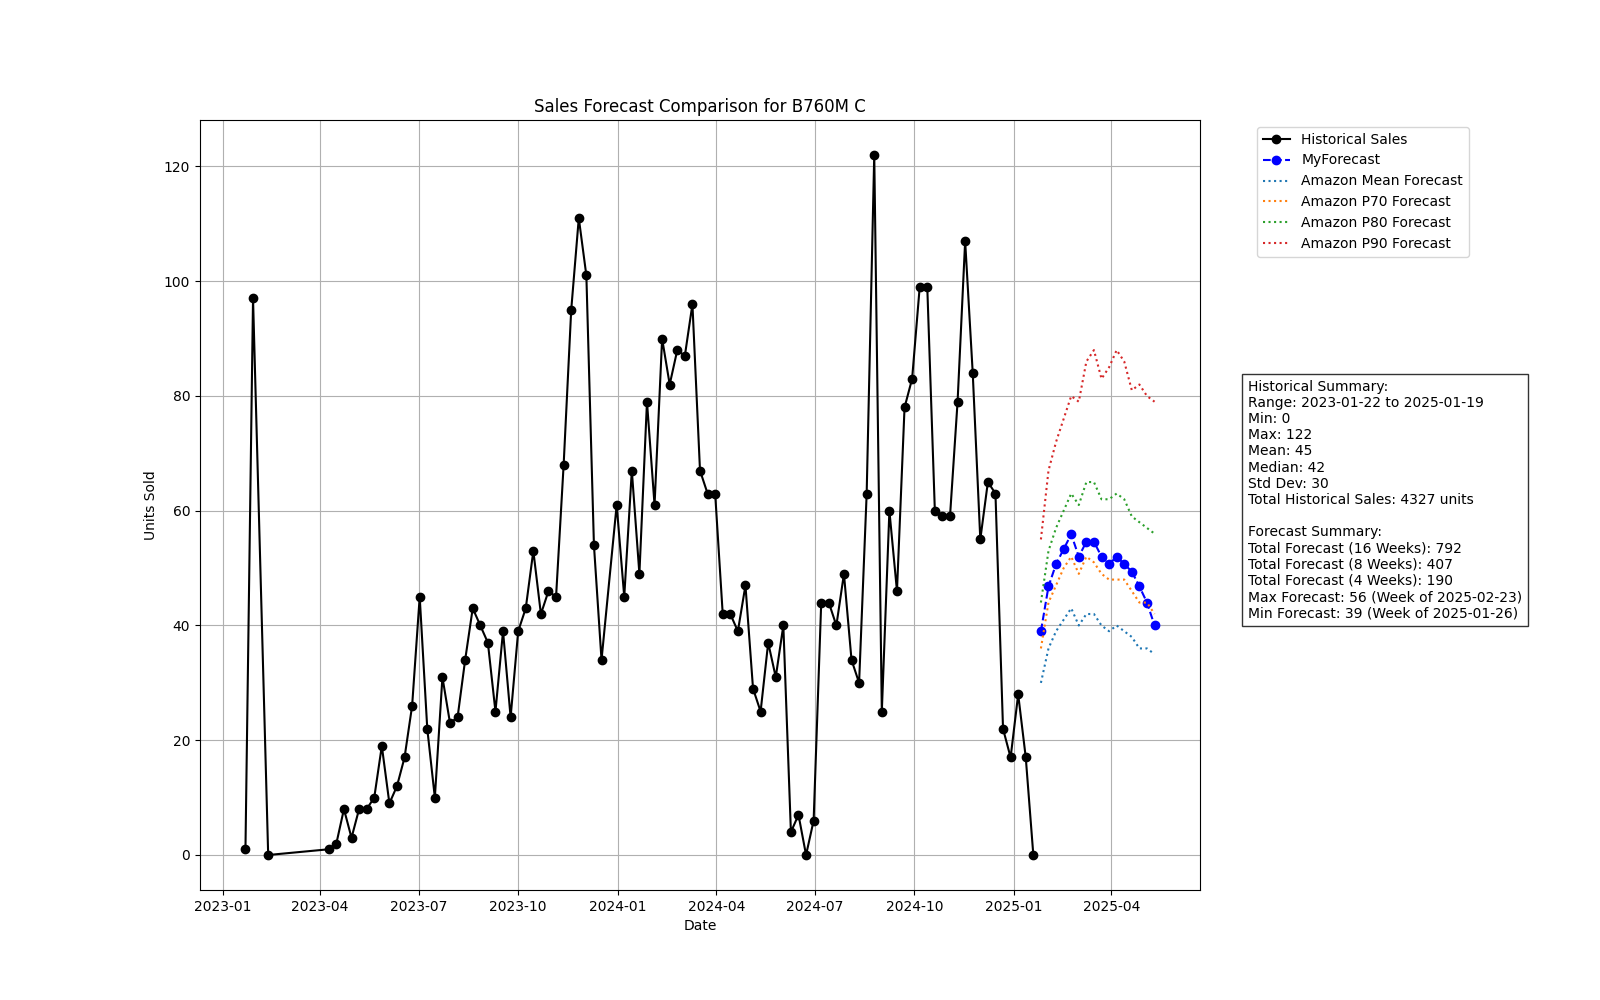 Sales Forecast Comparison for B760M C
Historical Sales
MyForecast
Amazon Mean Forecast
Amazon P70 Forecast
Amazon P80 Forecast
Amazon P90 Forecast
Historical Summary:
Range: 2023-01-22 to 2025-01-19
Min: 0
Max: 122
Mean: 45
Median: 42
Std Dev: 30
Total Historical Sales: 4327 units
Forecast Summary:
Total Forecast (16 Weeks): 792
Total Forecast (8 Weeks): 407
Total Forecast (4 Weeks): 190
Max Forecast: 56 (Week of 2025-02-23)
Min Forecast: 39 (Week of 2025-01-26)
Units Sold
120
100
80
60
40
20
0
2023-01 2023-04 2023-07 2023-10 2024-01 2024-04 2024-07 2024-10 2025-01 2025-04
Date